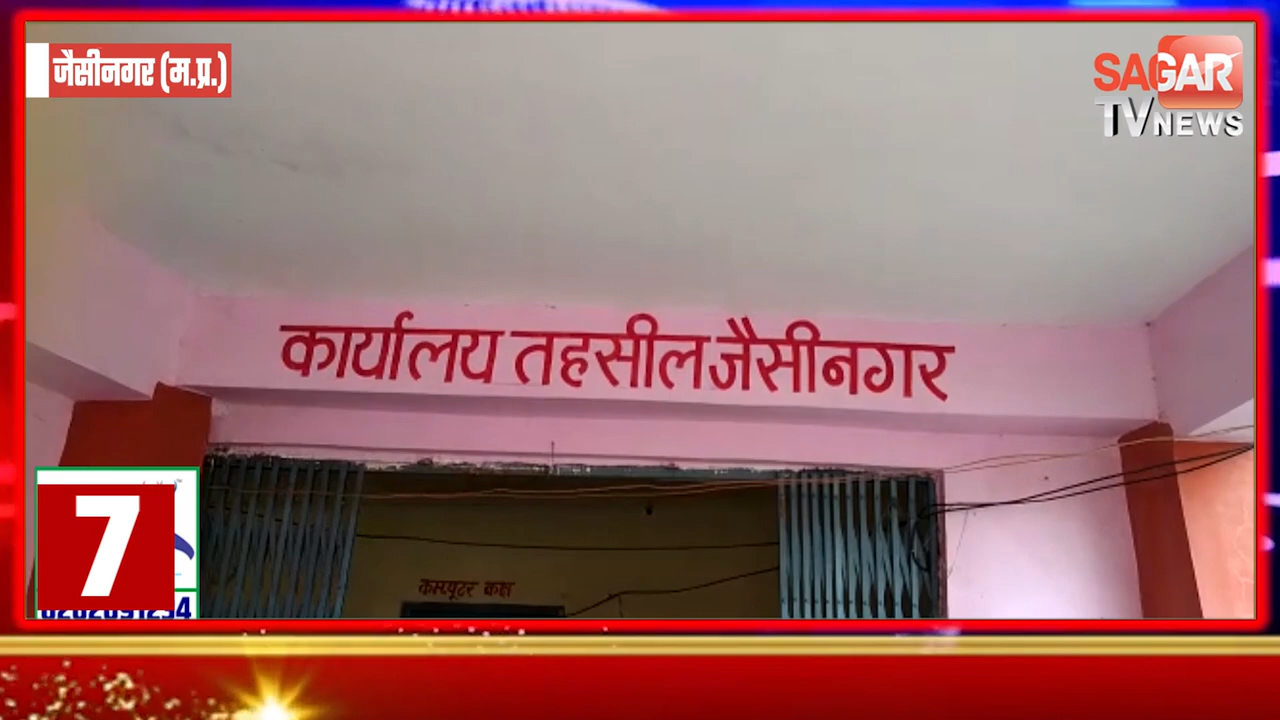 जैसीनगर (म.प्र.)
SAGAR
TV NEWS
कार्यालय तहसील जैसीनगर
7
कम्प्यूटर कक्ष